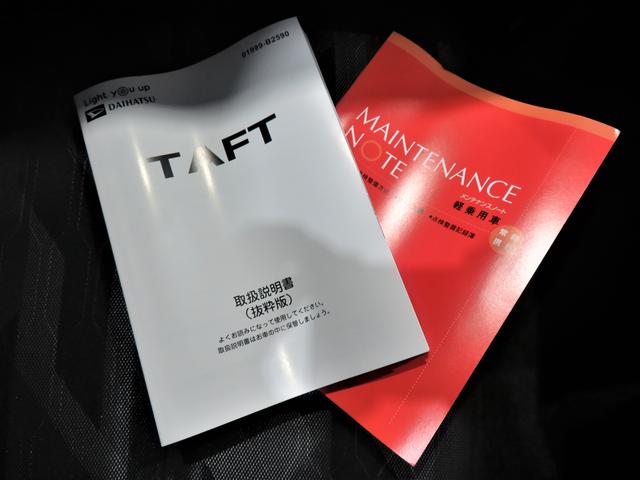 01999-B2590
Light you up
DAIHATSU
TAFT
取扱説明書
(抜粋版)
よくお読みになって使用してください。
取扱説明書はお車の中に保管しましょう。
MAINTENANCE
NOTE
メンテナンスノート
軽乗用車
●点検整備記録簿